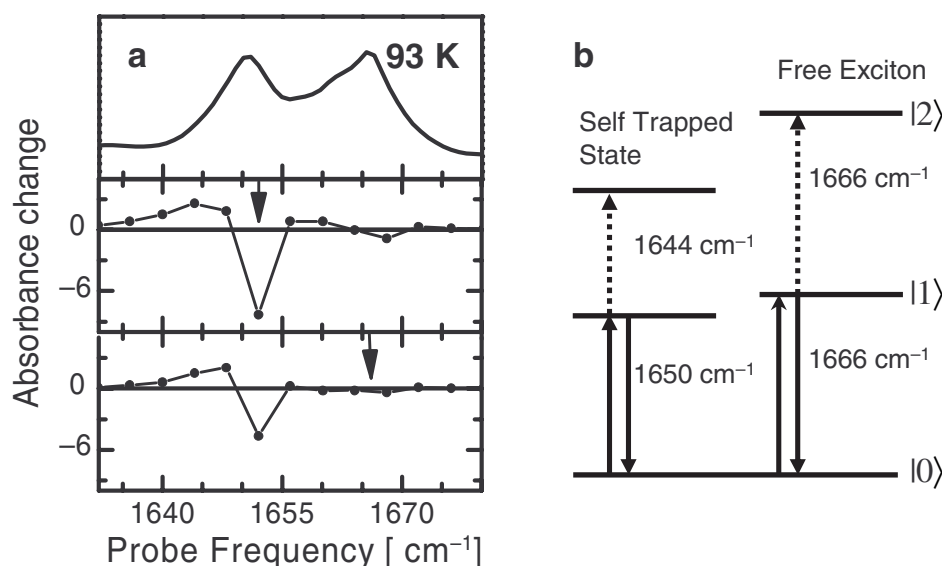 a
93 K
Absorbance change
0
−6
0
−6
1640
1655
1670
Probe Frequency [ cm⁻¹]
b
Free Exciton
|2⟩
Self Trapped
State
1666 cm⁻¹
1644 cm⁻¹
|1⟩
1650 cm⁻¹
1666 cm⁻¹
|0⟩